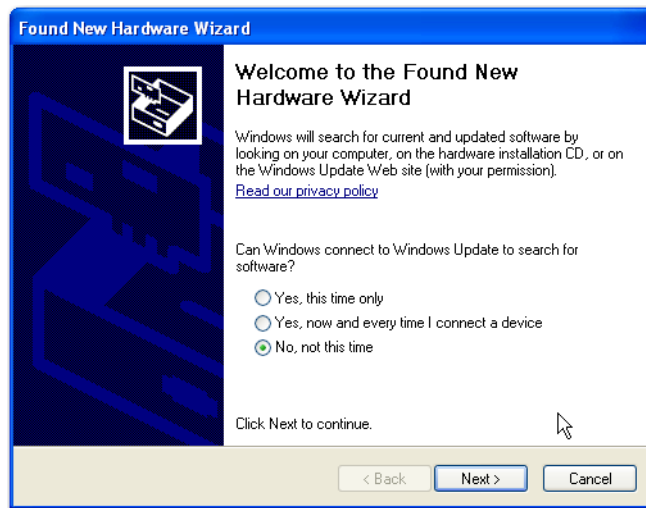 Found New Hardware Wizard
Welcome to the Found New
Hardware Wizard
Windows will search for current and updated software by
looking on your computer, on the hardware installation CD, or on
the Windows Update Web site (with your permission).
Read our privacy policy
Can Windows connect to Windows Update to search for
software?
Yes, this time only
Yes, now and every time I connect a device
No, not this time
Click Next to continue.
< Back Next > Cancel